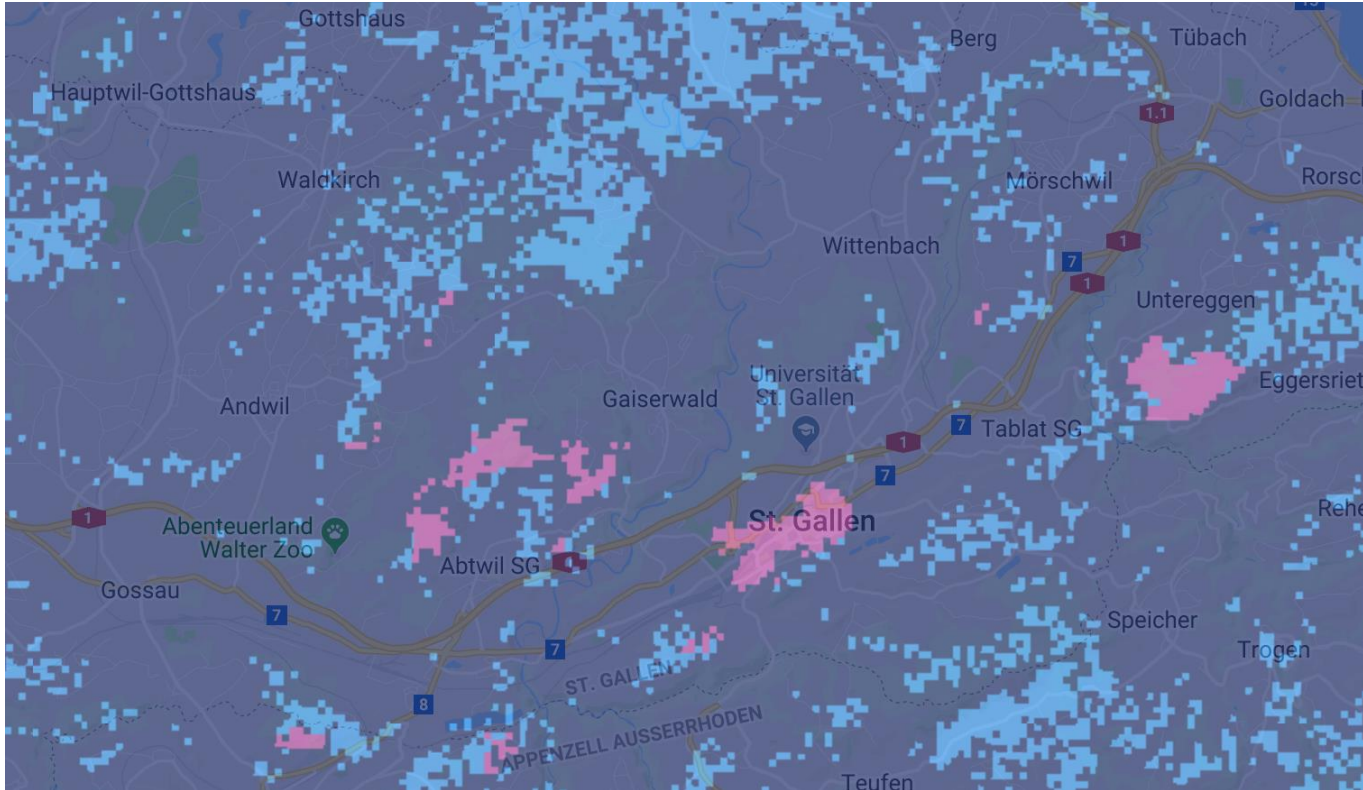 13
Gottshaus
Berg
Tübach
Hauptwil-Gottshaus
Goldach
1.1
Waldkirch
Mörschwil
Rorsc
Wittenbach
1
7
1
Untereggen
Universität
St. Gallen
Eggersriet
Andwil
Gaiserwald
7
Tablat SG
1
7
1
Abenteuerland
Walter Zoo
St. Gallen
Rehe
Abtwil SG
Gossau
7
Speicher
7
Trogen
ST. GALLEN
8
APPENZELL AUSSERRHODEN
Teufen